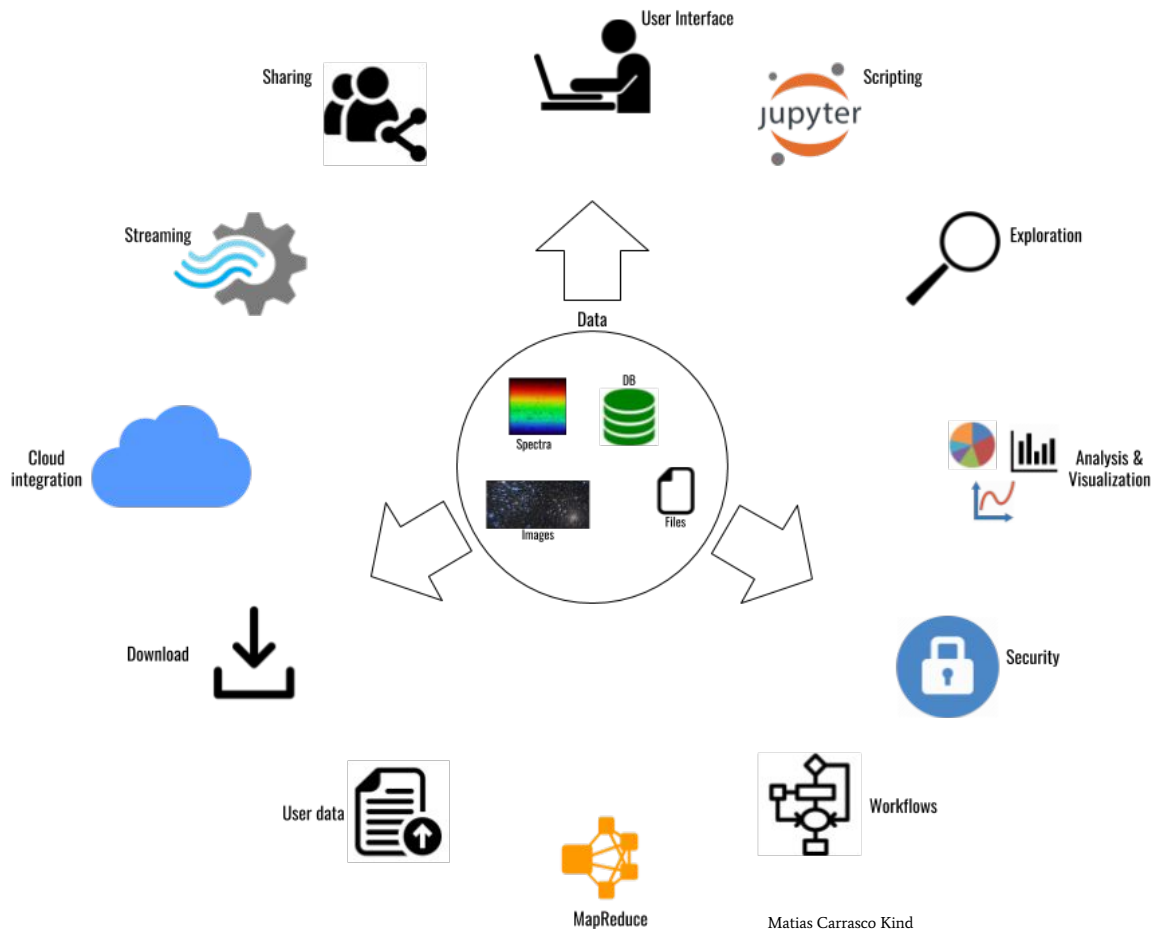 User Interface
Sharing
Scripting
jupyter
Streaming
Exploration
Data
DB
Spectra
Cloud
integration
Analysis &
Visualization
Files
Images
Download
Security
User data
Workflows
MapReduce
Matias Carrasco Kind